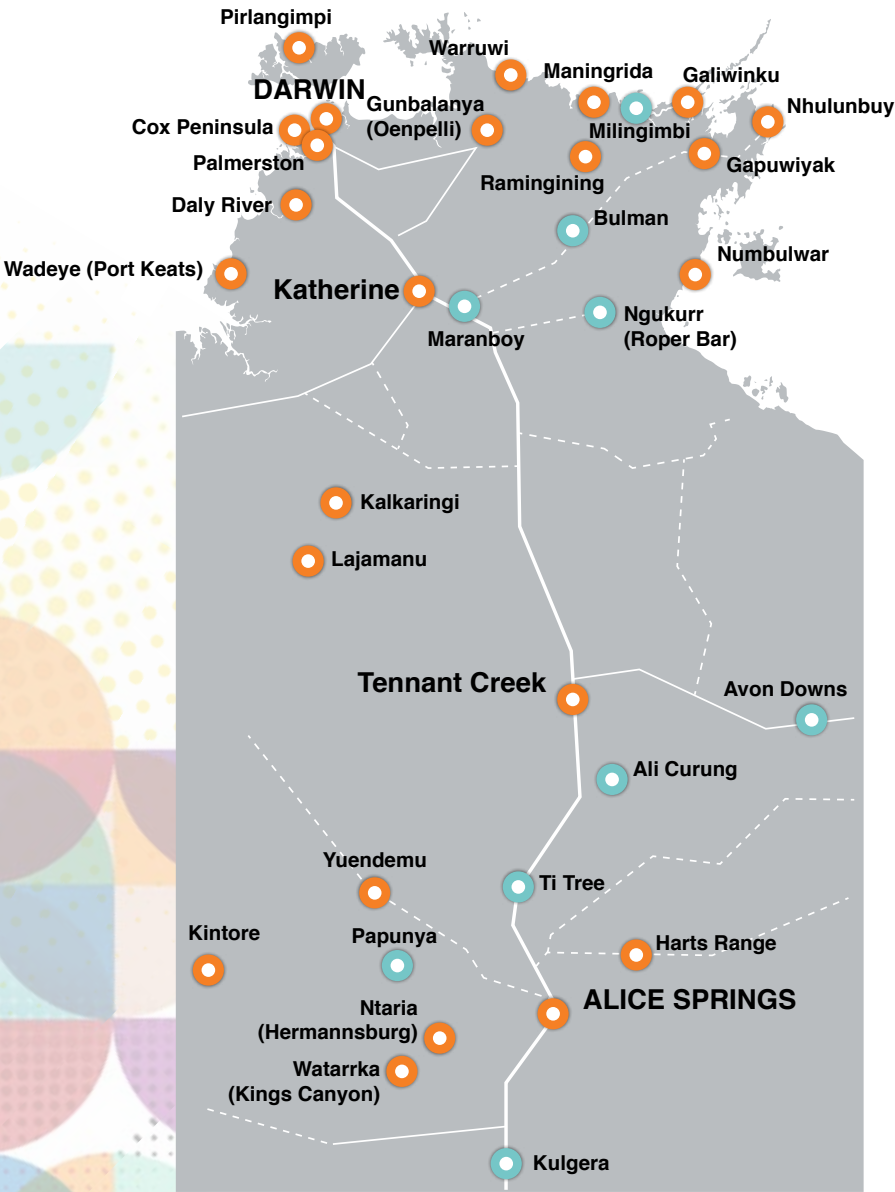 Pirlangimpi
Warruwi
Maningrida
Galiwinku
DARWIN
Gunbalanya
(Oenpelli)
Nhulunbuy
Cox Peninsula
Milingimbi
Palmerston
Gapuwiyak
Ramingining
Daly River
Bulman
Numbulwar
Wadeye (Port Keats)
Katherine
Ngukurr
(Roper Bar)
Maranboy
Kalkaringi
Lajamanu
Tennant Creek
Avon Downs
Ali Curung
Yuendemu
Ti Tree
Kintore
Papunya
Harts Range
ALICE SPRINGS
Ntaria
(Hermannsburg)
Watarrka
(Kings Canyon)
Kulgera